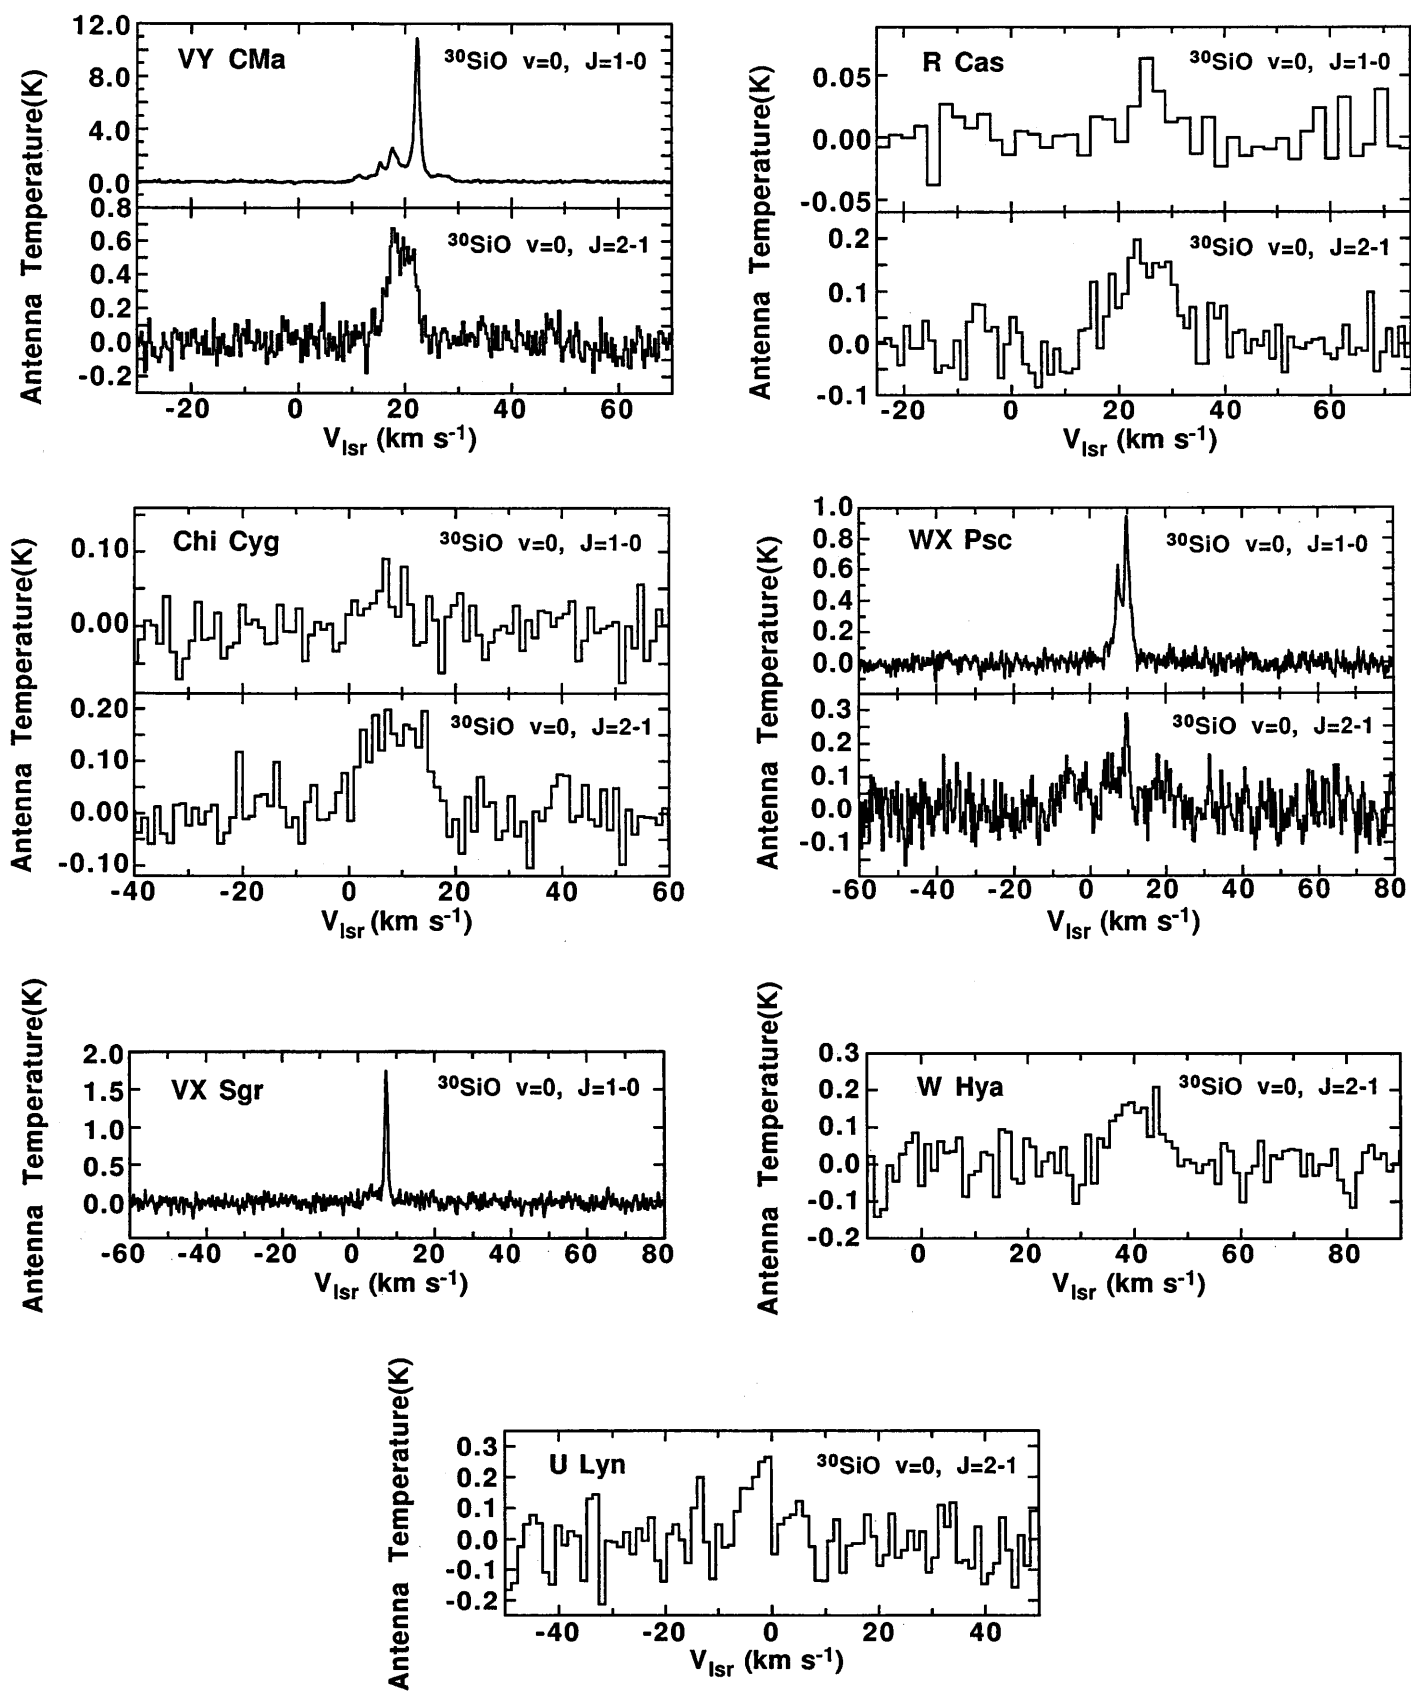 12.0
8.0
4.0
0.0
VY CMa
³⁰SiO v=0, J=1-0
0.8
0.6
0.4
0.2
0.0
-0.2
³⁰SiO v=0, J=2-1
-20 0 20 40 60
V_lsr (km s⁻¹)
Antenna Temperature(K)
0.05
0.00
-0.05
R Cas
³⁰SiO v=0, J=1-0
0.2
0.1
0.0
-0.1
³⁰SiO v=0, J=2-1
-20 0 20 40 60
V_lsr (km s⁻¹)
Antenna Temperature(K)
0.10
0.00
Chi Cyg
³⁰SiO v=0, J=1-0
0.20
0.10
0.00
-0.10
³⁰SiO v=0, J=2-1
-40 -20 0 20 40 60
V_lsr (km s⁻¹)
Antenna Temperature(K)
1.0
0.8
0.6
0.4
0.2
0.0
WX Psc
³⁰SiO v=0, J=1-0
0.3
0.2
0.1
0.0
-0.1
³⁰SiO v=0, J=2-1
-60 -40 -20 0 20 40 60 80
V_lsr (km s⁻¹)
Antenna Temperature(K)
2.0
1.5
1.0
0.5
0.0
VX Sgr
³⁰SiO v=0, J=1-0
-60 -40 -20 0 20 40 60 80
V_lsr (km s⁻¹)
Antenna Temperature(K)
0.3
0.2
0.1
0.0
-0.1
-0.2
W Hya
³⁰SiO v=0, J=2-1
0 20 40 60 80
V_lsr (km s⁻¹)
Antenna Temperature(K)
0.3
0.2
0.1
0.0
-0.1
-0.2
U Lyn
³⁰SiO v=0, J=2-1
-40 -20 0 20 40
V_lsr (km s⁻¹)
Antenna Temperature(K)